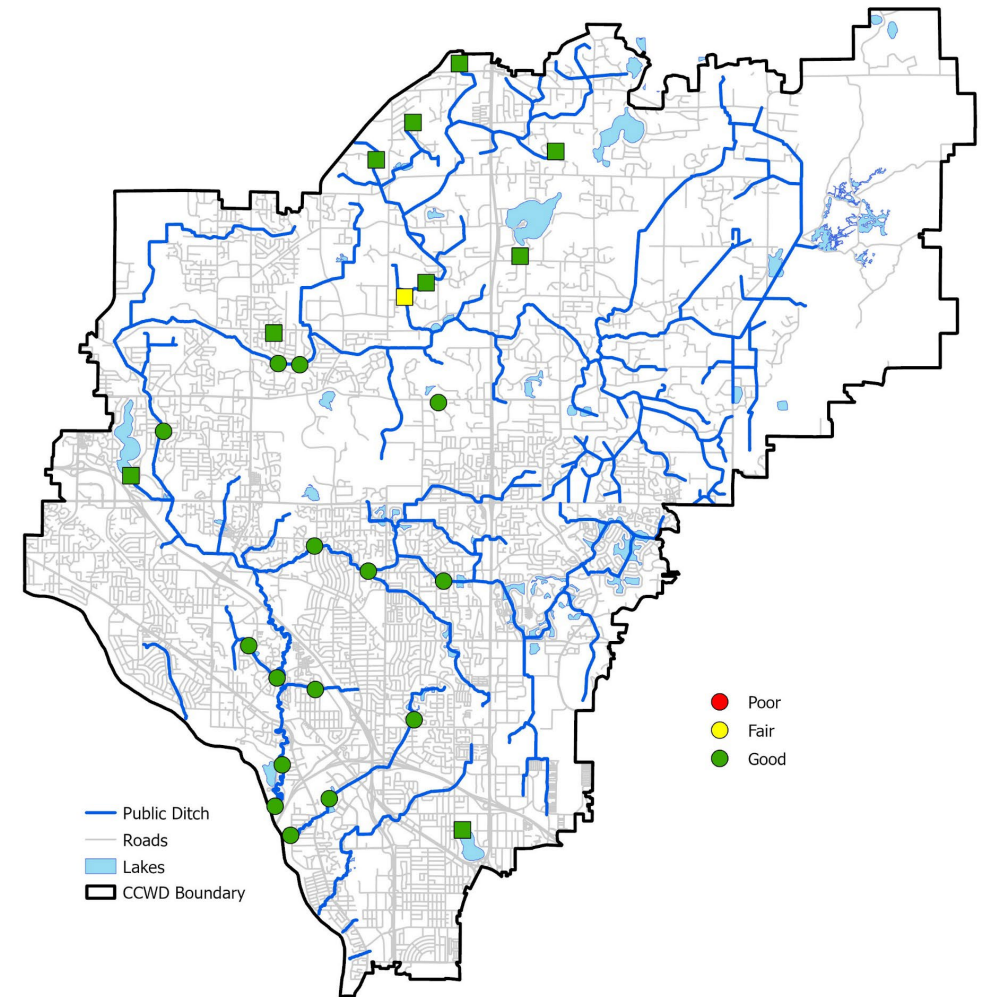 Poor
Fair
Good
Public Ditch
Roads
Lakes
CCWD Boundary